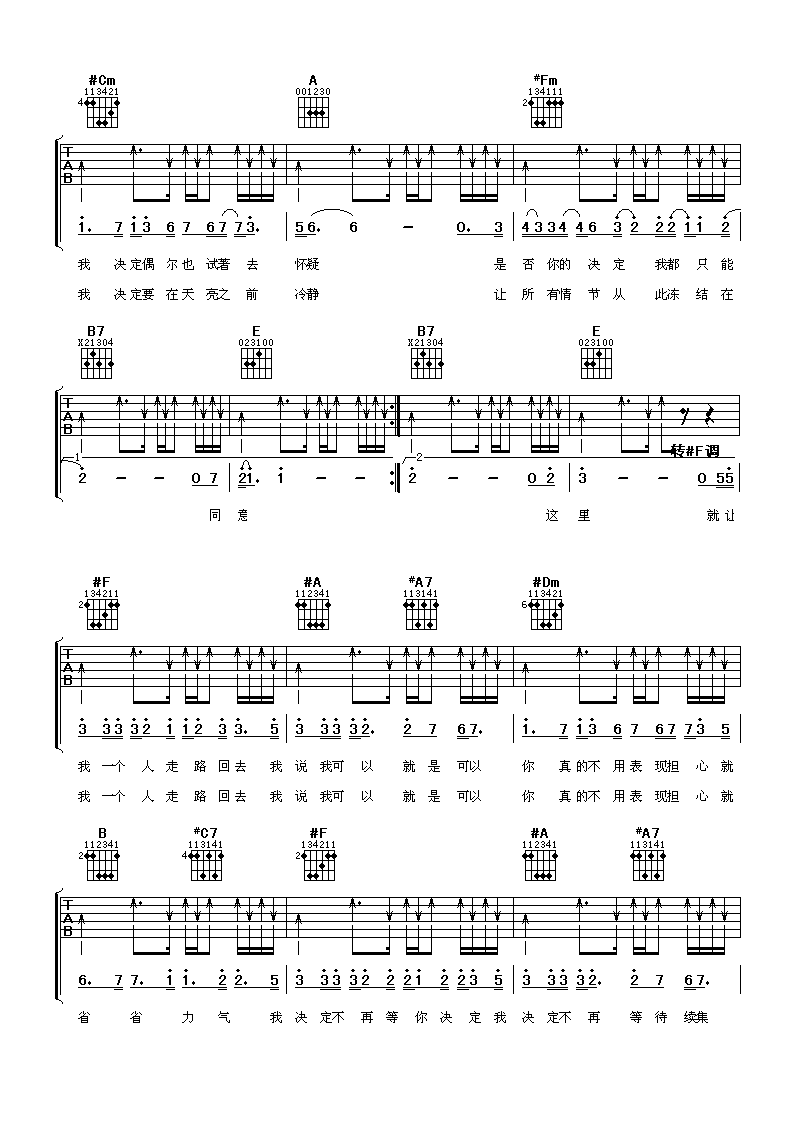 #Cm A #Fm
113421 001230 134111
4 2
T A B
1. 7 1 3 6 7 6 7 7 3. 5 6. 6 - 0. 3 4 3 3 4 4 6 3 2 2 2 1 1 2
我 决 定 偶 尔 也 试 著 去 怀疑 是 否 你的 决 定 我都 只 能
我 决 定 要 在 天 亮 之 前 冷静 让 所 有情 节 从 此冻 结 在
B7 E B7 E
X21304 023100 X21304 023100
T A B
转#F调
1 2
2 - - 0 7 2 1. 1 - - 2 - - 0 2 3 - - 0 5 5
同 意 这 里 就 让
#F #A #A7 #Dm
134211 112341 113141 113421
2 6
T A B
3 3 3 3 2 1 1 2 3 3. 5 3 3 3 3 2. 2 7 6 7. 1. 7 1 3 6 7 6 7 7 3 5
我 一个 人 走 路 回 去 我 说 我可 以 就 是 可以 你 真 的 不 用 表 现 担 心 就
我 一个 人 走 路 回 去 我 说 我可 以 就 是 可以 你 真 的 不 用 表 现 担 心 就
B #C7 #F #A #A7
112341 113141 134211 112341 113141
2 4 2
T A B
6. 7 7. 1 1. 2 2. 5 3 3 3 3 2 2 2 1 2 2 3 5 3 3 3 3 2. 2 7 6 7.
省 省 力 气 我 决 定不 再 等 你 决 定 我 决 定不 再 等 待 续集